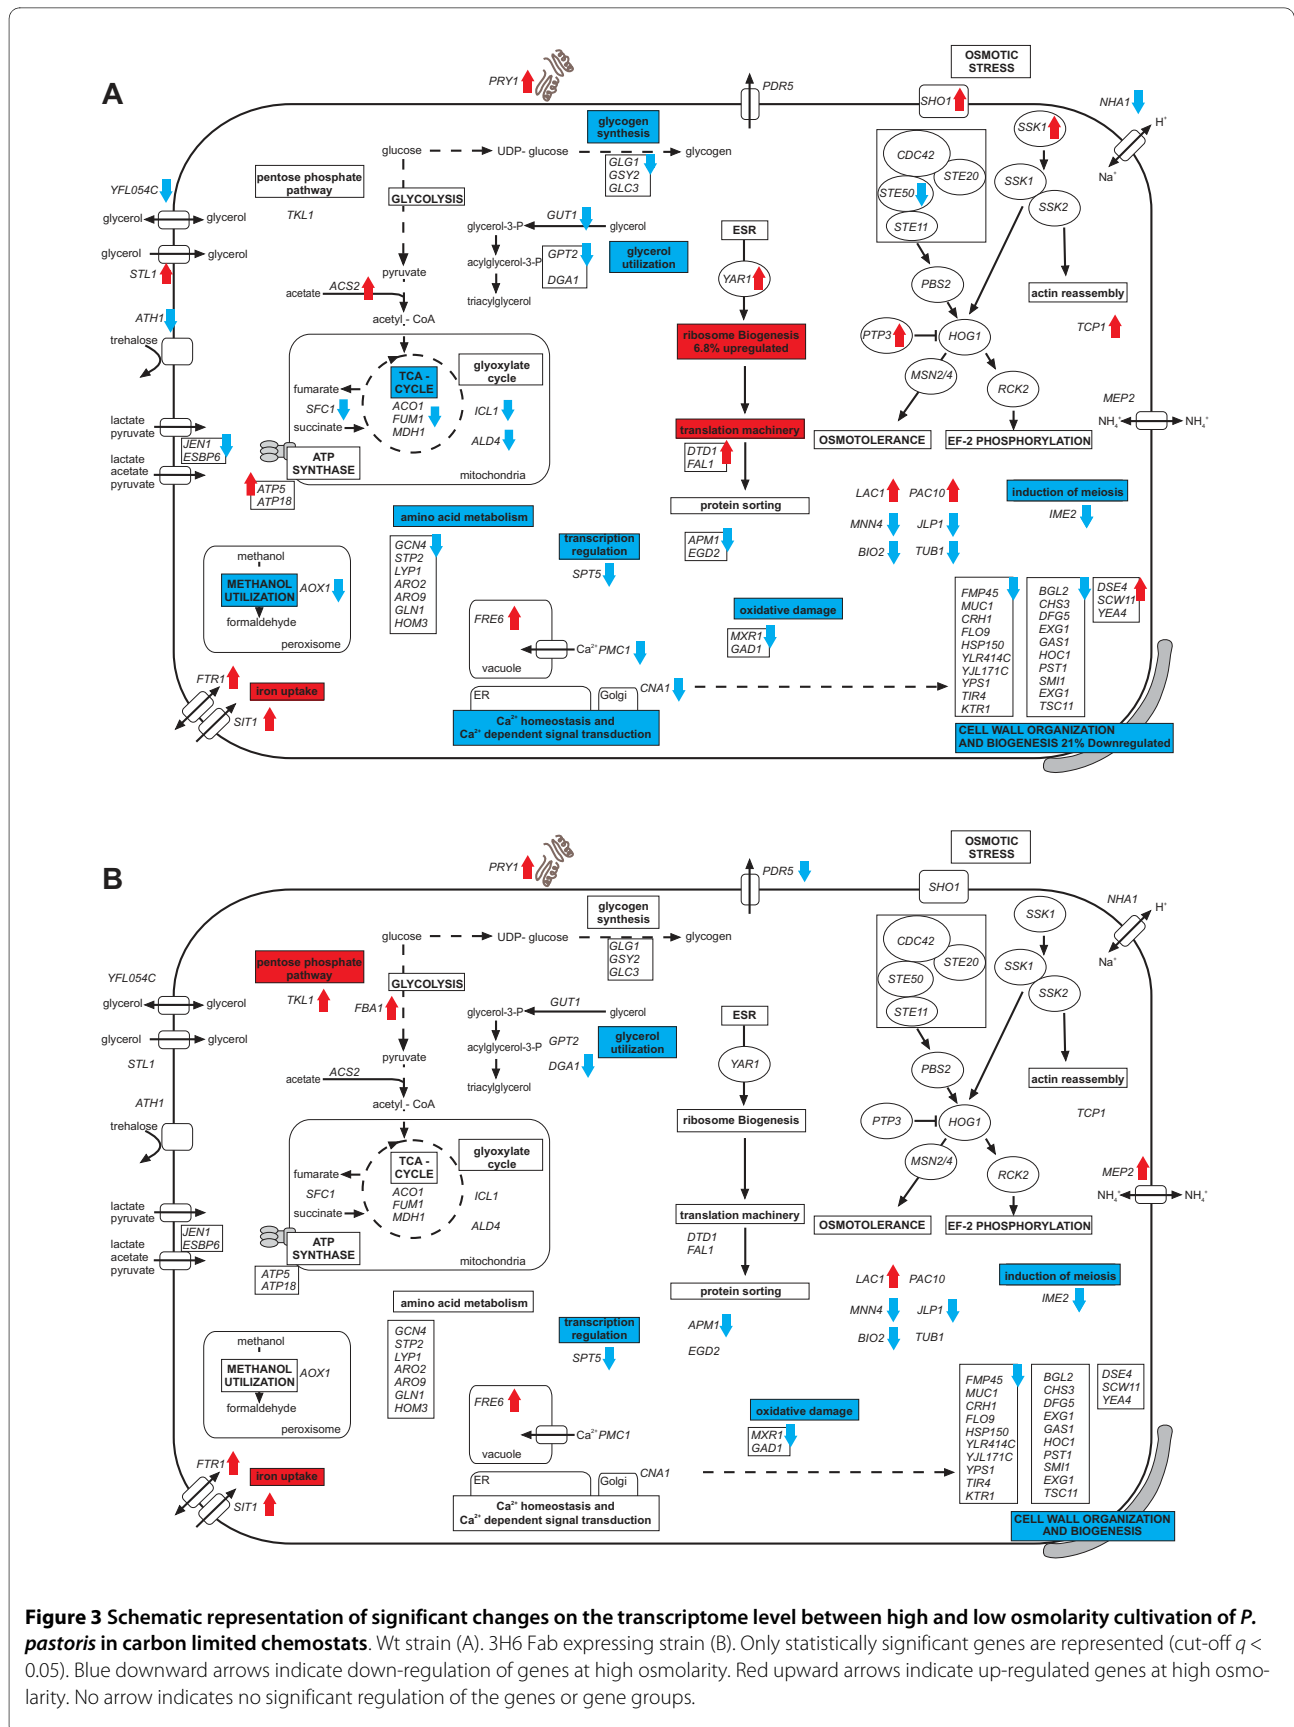 A
PRY1
PDR5
OSMOTIC
STRESS
SHO1
NHA1
H+
Na+
glycogen
synthesis
glucose
UDP- glucose
glycogen
GLG1
GSY2
GLC3
pentose phosphate
pathway
TKL1
GLYCOLYSIS
YFL054C
glycerol
glycerol
glycerol
glycerol
STL1
glycerol-3-P
GUT1
glycerol
acylglycerol-3-P
GPT2
DGA1
glycerol
utilization
triacylglycerol
pyruvate
acetate
ACS2
acetyl - CoA
ESR
YAR1
ribosome Biogenesis
6.8% upregulated
translation machinery
DTD1
FAL1
protein sorting
APM1
EGD2
CDC42
STE20
STE50
STE11
SSK1
SSK1
SSK2
PBS2
actin reassembly
PTP3
HOG1
TCP1
MSN2/4
RCK2
OSMOTOLERANCE
EF-2 PHOSPHORYLATION
MEP2
NH4+
NH4+
ATH1
trehalose
lactate
pyruvate
JEN1
ESBP6
lactate
acetate
pyruvate
fumarate
SFC1
succinate
TCA -
CYCLE
ACO1
FUM1
MDH1
glyoxylate
cycle
ICL1
ALD4
ATP
SYNTHASE
mitochondria
ATP5
ATP18
LAC1
PAC10
MNN4
JLP1
BIO2
TUB1
induction of meiosis
IME2
amino acid metabolism
GCN4
STP2
LYP1
ARO2
ARO9
GLN1
HOM3
transcription
regulation
SPT5
methanol
METHANOL
UTILIZATION
AOX1
formaldehyde
peroxisome
FRE6
Ca2+ PMC1
vacuole
oxidative damage
MXR1
GAD1
FMP45
MUC1
CRH1
FLO9
HSP150
YLR414C
YJL171C
YPS1
TIR4
KTR1
BGL2
CHS3
DFG5
EXG1
GAS1
HOC1
PST1
SMI1
EXG1
TSC11
DSE4
SCW11
YEA4
FTR1
iron uptake
SIT1
ER
Golgi
CNA1
Ca2+ homeostasis and
Ca2+ dependent signal transduction
CELL WALL ORGANIZATION
AND BIOGENESIS 21% Downregulated
B
PRY1
PDR5
OSMOTIC
STRESS
SHO1
NHA1
H+
Na+
glycogen
synthesis
glucose
UDP- glucose
glycogen
GLG1
GSY2
GLC3
pentose phosphate
pathway
TKL1
FBA1
GLYCOLYSIS
YFL054C
glycerol
glycerol
glycerol
glycerol
STL1
glycerol-3-P
GUT1
glycerol
acylglycerol-3-P
GPT2
DGA1
glycerol
utilization
triacylglycerol
pyruvate
acetate
ACS2
acetyl - CoA
ESR
YAR1
ribosome Biogenesis
translation machinery
DTD1
FAL1
protein sorting
APM1
EGD2
CDC42
STE20
STE50
STE11
SSK1
SSK1
SSK2
PBS2
actin reassembly
PTP3
HOG1
TCP1
MSN2/4
RCK2
OSMOTOLERANCE
EF-2 PHOSPHORYLATION
MEP2
NH4+
NH4+
ATH1
trehalose
lactate
pyruvate
JEN1
ESBP6
lactate
acetate
pyruvate
fumarate
SFC1
succinate
TCA -
CYCLE
ACO1
FUM1
MDH1
glyoxylate
cycle
ICL1
ALD4
ATP
SYNTHASE
mitochondria
ATP5
ATP18
LAC1
PAC10
MNN4
JLP1
BIO2
TUB1
induction of meiosis
IME2
amino acid metabolism
GCN4
STP2
LYP1
ARO2
ARO9
GLN1
HOM3
transcription
regulation
SPT5
methanol
METHANOL
UTILIZATION
AOX1
formaldehyde
peroxisome
FRE6
Ca2+ PMC1
vacuole
oxidative damage
MXR1
GAD1
FMP45
MUC1
CRH1
FLO9
HSP150
YLR414C
YJL171C
YPS1
TIR4
KTR1
BGL2
CHS3
DFG5
EXG1
GAS1
HOC1
PST1
SMI1
EXG1
TSC11
DSE4
SCW11
YEA4
FTR1
iron uptake
SIT1
ER
Golgi
CNA1
Ca2+ homeostasis and
Ca2+ dependent signal transduction
CELL WALL ORGANIZATION
AND BIOGENESIS
Figure 3 Schematic representation of significant changes on the transcriptome level between high and low osmolarity cultivation of P.
pastoris in carbon limited chemostats. Wt strain (A). 3H6 Fab expressing strain (B). Only statistically significant genes are represented (cut-off q <
0.05). Blue downward arrows indicate down-regulation of genes at high osmolarity. Red upward arrows indicate up-regulated genes at high osmo-
larity. No arrow indicates no significant regulation of the genes or gene groups.